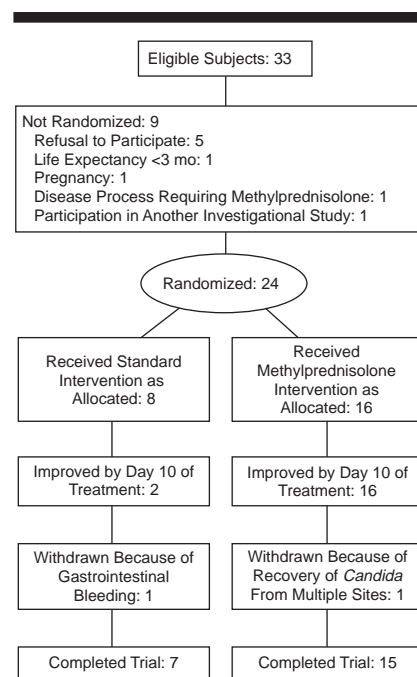 Eligible Subjects: 33
Not Randomized: 9
Refusal to Participate: 5
Life Expectancy <3 mo: 1
Pregnancy: 1
Disease Process Requiring Methylprednisolone: 1
Participation in Another Investigational Study: 1
Randomized: 24
Received Standard
Intervention as
Allocated: 8
Received
Methylprednisolone
Intervention as
Allocated: 16
Improved by Day 10 of
Treatment: 2
Improved by Day 10 of
Treatment: 16
Withdrawn Because of
Gastrointestinal
Bleeding: 1
Withdrawn Because of
Recovery of Candida
From Multiple Sites: 1
Completed Trial: 7
Completed Trial: 15